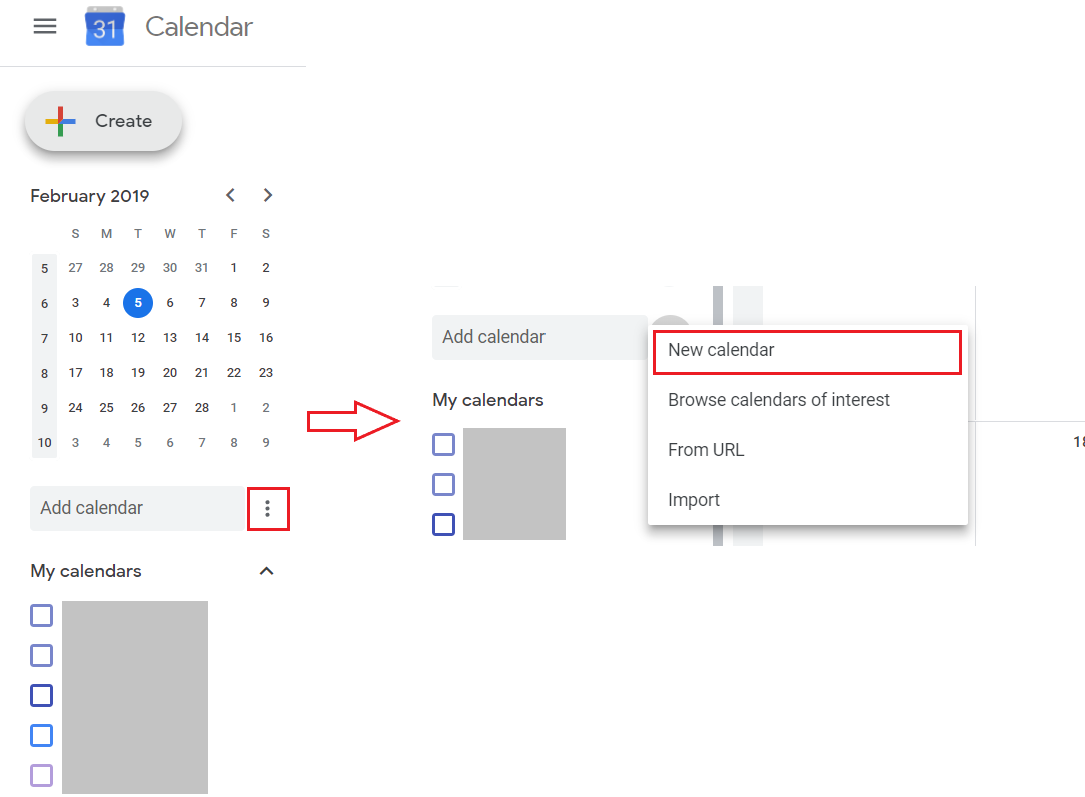 31 Calendar
Create
February 2019
S M T W T F S
5 27 28 29 30 31 1 2
6 3 4 5 6 7 8 9
7 10 11 12 13 14 15 16
8 17 18 19 20 21 22 23
9 24 25 26 27 28 1 2
10 3 4 5 6 7 8 9
Add calendar
My calendars
Add calendar
My calendars
New calendar
Browse calendars of interest
From URL
Import